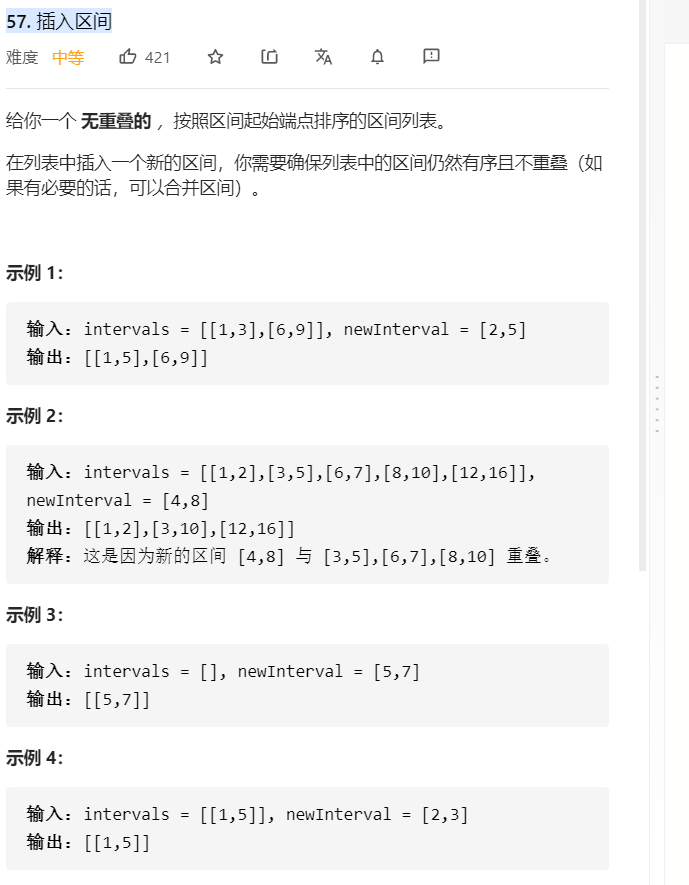 57. 插入区间
难度 中等 421
给你一个 无重叠的 ，按照区间起始端点排序的区间列表。
在列表中插入一个新的区间，你需要确保列表中的区间仍然有序且不重叠（如
果有必要的话，可以合并区间）。
示例 1：
输入：intervals = [[1,3],[6,9]], newInterval = [2,5]
输出：[[1,5],[6,9]]
示例 2：
输入：intervals = [[1,2],[3,5],[6,7],[8,10],[12,16]],
newInterval = [4,8]
输出：[[1,2],[3,10],[12,16]]
解释：这是因为新的区间 [4,8] 与 [3,5],[6,7],[8,10] 重叠。
示例 3：
输入：intervals = [], newInterval = [5,7]
输出：[[5,7]]
示例 4：
输入：intervals = [[1,5]], newInterval = [2,3]
输出：[[1,5]]